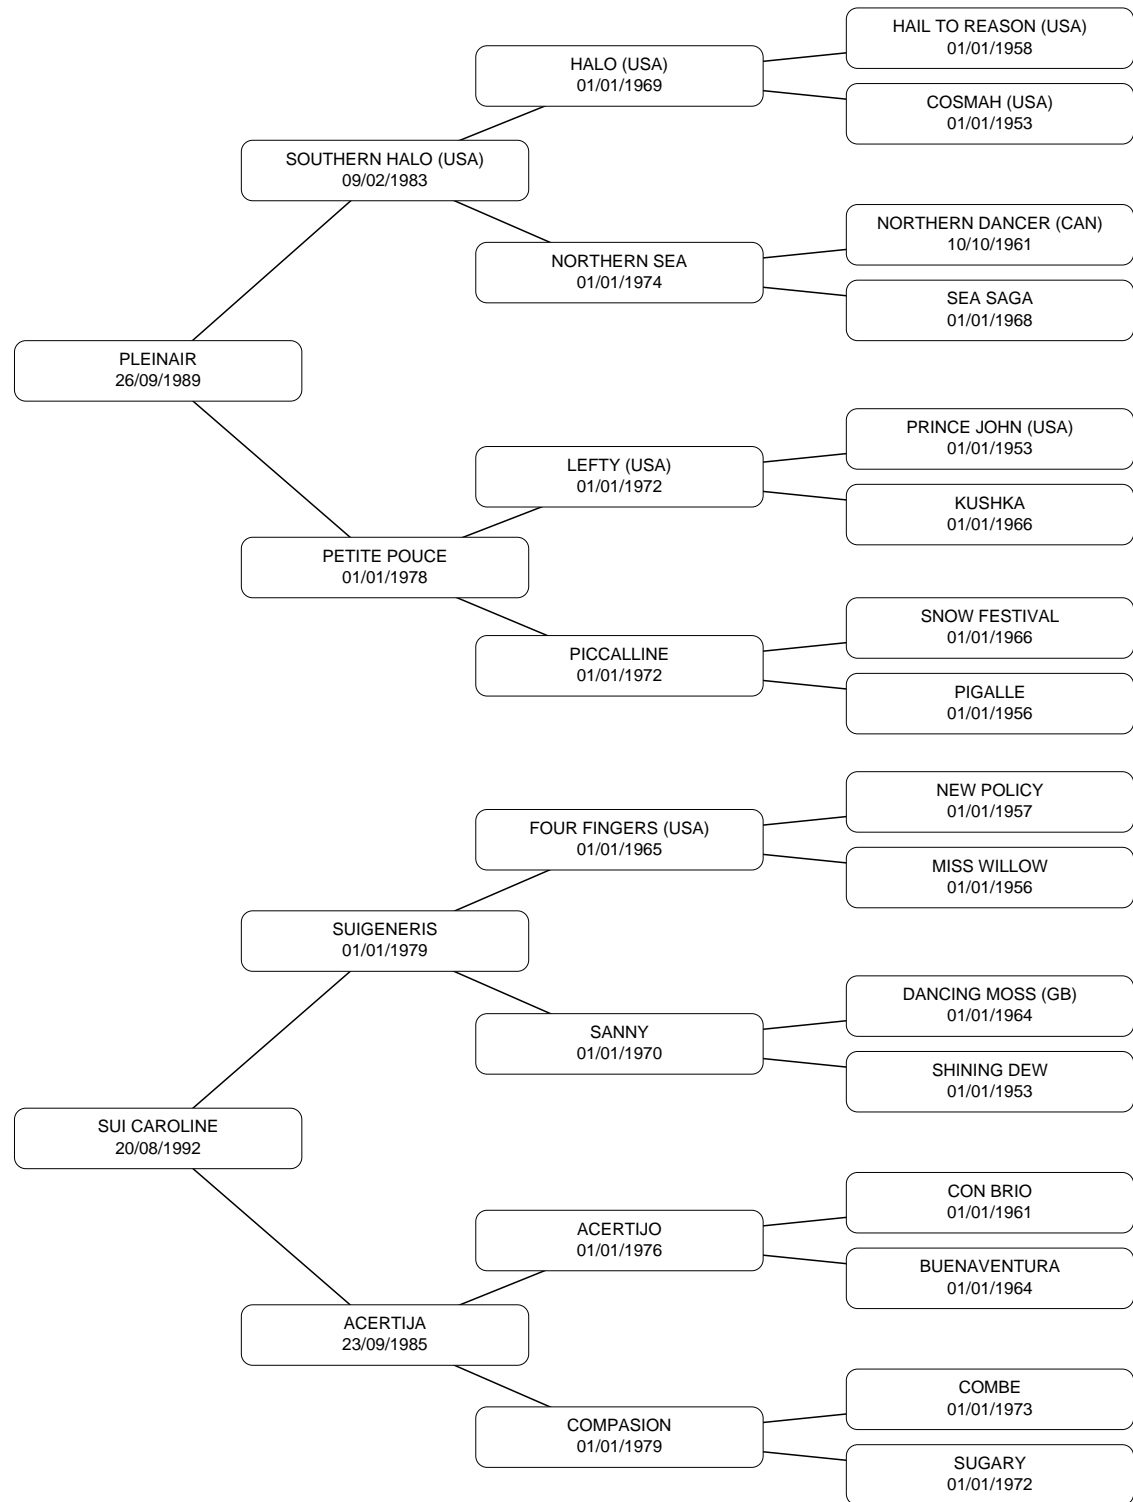 HAIL TO REASON (USA)
01/01/1958
HALO (USA)
01/01/1969
COSMAH (USA)
01/01/1953
SOUTHERN HALO (USA)
09/02/1983
NORTHERN DANCER (CAN)
10/10/1961
NORTHERN SEA
01/01/1974
SEA SAGA
01/01/1968
PLEINAIR
26/09/1989
PRINCE JOHN (USA)
01/01/1953
LEFTY (USA)
01/01/1972
KUSHKA
01/01/1966
PETITE POUCE
01/01/1978
SNOW FESTIVAL
01/01/1966
PICCALLINE
01/01/1972
PIGALLE
01/01/1956
NEW POLICY
01/01/1957
FOUR FINGERS (USA)
01/01/1965
MISS WILLOW
01/01/1956
SUIGENERIS
01/01/1979
DANCING MOSS (GB)
01/01/1964
SANNY
01/01/1970
SHINING DEW
01/01/1953
SUI CAROLINE
20/08/1992
CON BRIO
01/01/1961
ACERTIJO
01/01/1976
BUENAVENTURA
01/01/1964
ACERTIJA
23/09/1985
COMBE
01/01/1973
COMPASION
01/01/1979
SUGARY
01/01/1972